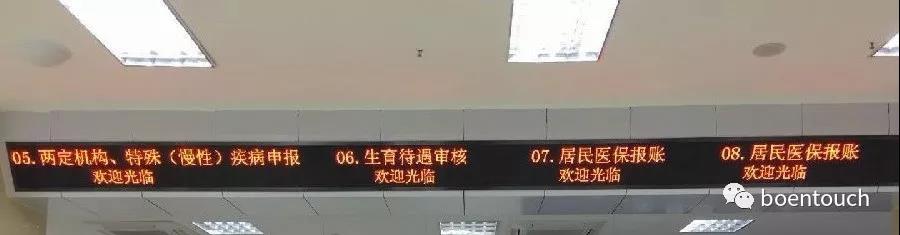 05.两定机构、特殊（慢性）疾病申报
欢迎光临
06.生育待遇审核
欢迎光临
07.居民医保报账
欢迎光临
08.居民医保报账
欢迎光临
boentouch